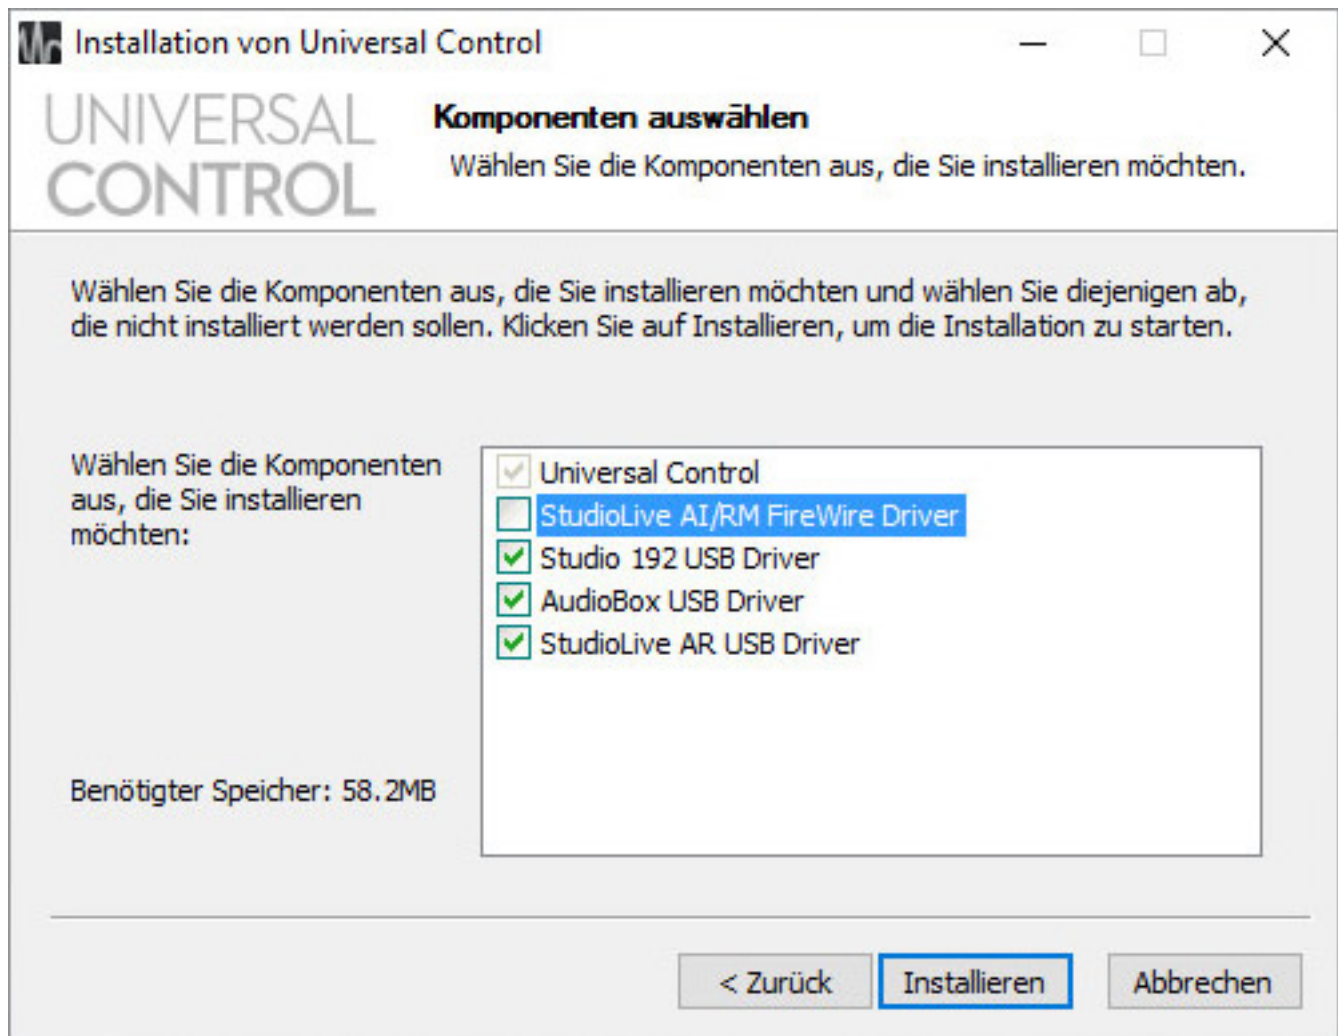 Installation von Universal Control
UNIVERSAL
CONTROL
Komponenten auswählen
Wählen Sie die Komponenten aus, die Sie installieren möchten.
Wählen Sie die Komponenten aus, die Sie installieren möchten und wählen Sie diejenigen ab,
die nicht installiert werden sollen. Klicken Sie auf Installieren, um die Installation zu starten.
Wählen Sie die Komponenten
aus, die Sie installieren
möchten:
Universal Control
StudioLive AI/RM FireWire Driver
Studio 192 USB Driver
AudioBox USB Driver
StudioLive AR USB Driver
Benötigter Speicher: 58.2MB
< Zurück
Installieren
Abbrechen